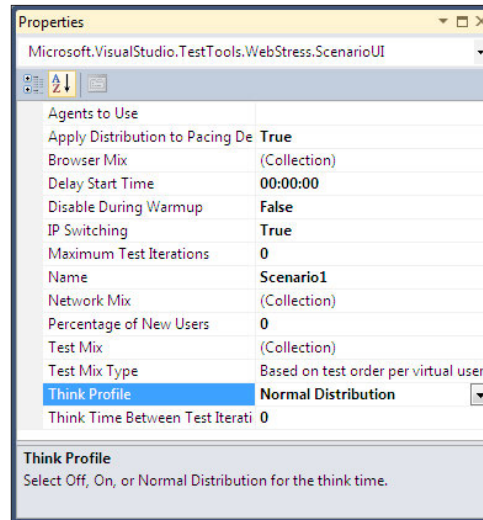 Properties
Microsoft.VisualStudio.TestTools.WebStress.ScenarioUI
Agents to Use
Apply Distribution to Pacing De True
Browser Mix (Collection)
Delay Start Time 00:00:00
Disable During Warmup False
IP Switching True
Maximum Test Iterations 0
Name Scenario1
Network Mix (Collection)
Percentage of New Users 0
Test Mix (Collection)
Test Mix Type Based on test order per virtual user
Think Profile Normal Distribution
Think Time Between Test Iterati 0
Think Profile
Select Off, On, or Normal Distribution for the think time.